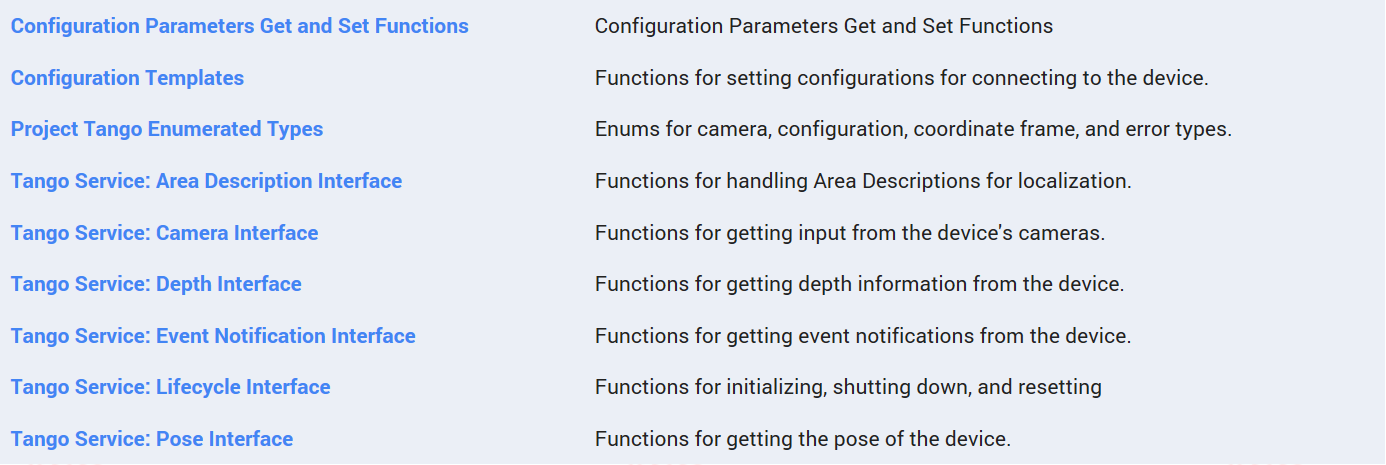 Configuration Parameters Get and Set Functions Configuration Parameters Get and Set Functions
Configuration Templates Functions for setting configurations for connecting to the device.
Project Tango Enumerated Types Enums for camera, configuration, coordinate frame, and error types.
Tango Service: Area Description Interface Functions for handling Area Descriptions for localization.
Tango Service: Camera Interface Functions for getting input from the device's cameras.
Tango Service: Depth Interface Functions for getting depth information from the device.
Tango Service: Event Notification Interface Functions for getting event notifications from the device.
Tango Service: Lifecycle Interface Functions for initializing, shutting down, and resetting
Tango Service: Pose Interface Functions for getting the pose of the device.